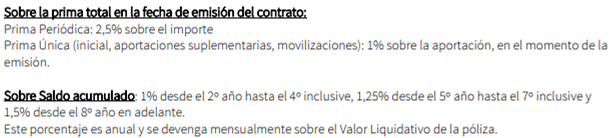 Sobre la prima total en la fecha de emisión del contrato:
Prima Periódica: 2,5% sobre el importe
Prima Única (inicial, aportaciones suplementarias, movilizaciones): 1% sobre la aportación, en el momento de la
emisión.
Sobre Saldo acumulado: 1% desde el 2º año hasta el 4º inclusive, 1,25% desde el 5º año hasta el 7º inclusive y
1,5% desde el 8º año en adelante.
Este porcentaje es anual y se devenga mensualmente sobre el Valor Liquidativo de la póliza.